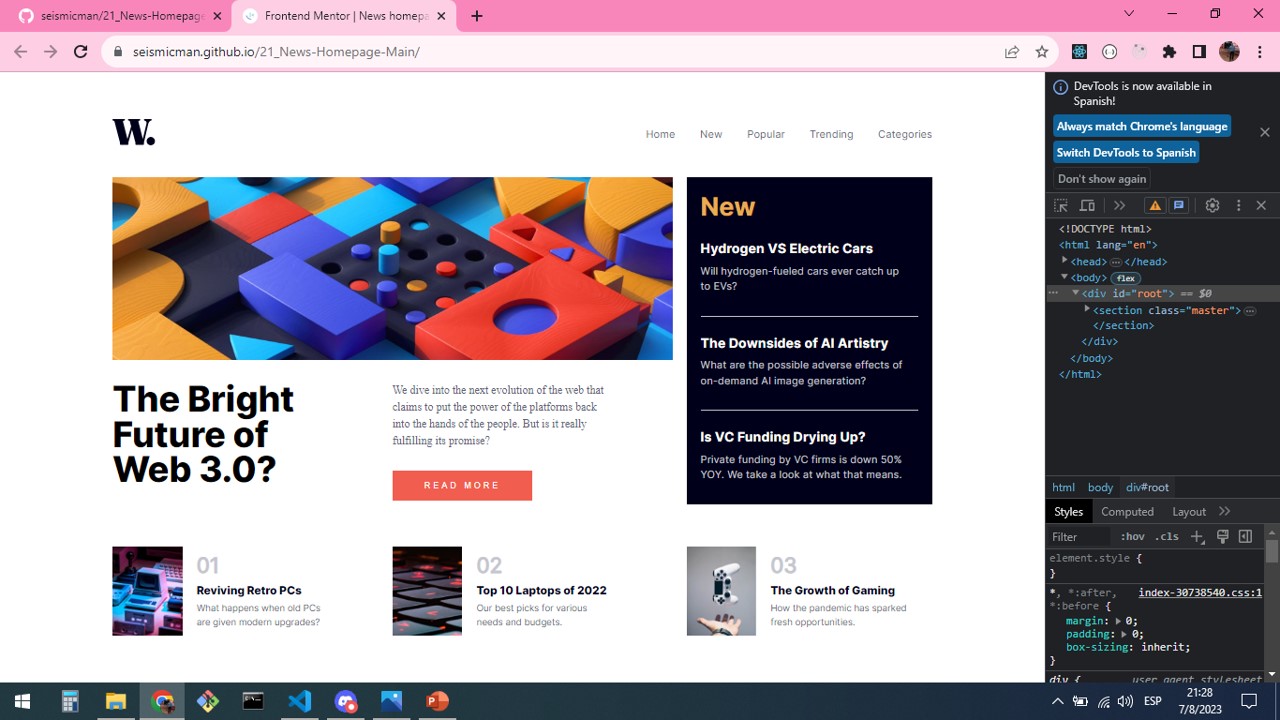 seismicman/21_News-Homepage
Frontend Mentor | News homepa
seismicman.github.io/21_News-Homepage-Main/
W.
Home New Popular Trending Categories
New
Hydrogen VS Electric Cars
Will hydrogen-fueled cars ever catch up
to EVs?
The Downsides of AI Artistry
What are the possible adverse effects of
on-demand AI image generation?
Is VC Funding Drying Up?
Private funding by VC firms is down 50%
YOY. We take a look at what that means.
The Bright
Future of
Web 3.0?
We dive into the next evolution of the web that
claims to put the power of the platforms back
into the hands of the people. But is it really
fulfilling its promise?
READ MORE
01
Reviving Retro PCs
What happens when old PCs
are given modern upgrades?
02
Top 10 Laptops of 2022
Our best picks for various
needs and budgets.
03
The Growth of Gaming
How the pandemic has sparked
fresh opportunities.
DevTools is now available in
Spanish!
Always match Chrome's language
Switch DevTools to Spanish
Don't show again
<!DOCTYPE html>
<html lang="en">
<head> … </head>
<body> flex
… <div id="root"> == $0
<section class="master"> …
</section>
</div>
</body>
</html>
html body div#root
Styles Computed Layout
Filter :hov .cls
element.style {
}
*, *:after, index-30738540.css:1
*:before {
margin: 0;
padding: 0;
box-sizing: inherit;
}
div { user agent stylesheet
ESP
21:28
7/8/2023